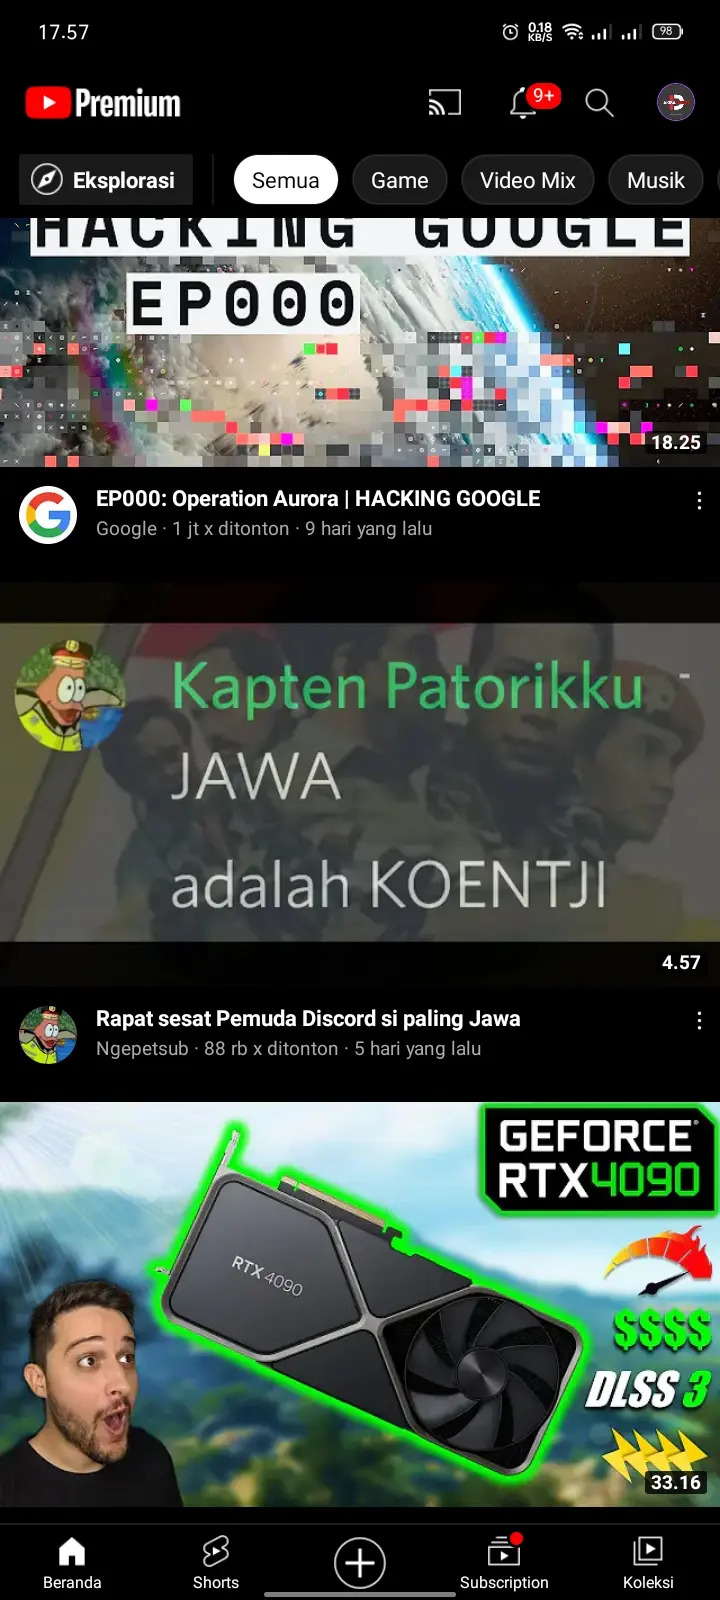 17.57
0.18
KB/S
98
Premium
9+
Eksplorasi
Semua
Game
Video Mix
Musik
HACKING GOOGLE
EP000
18.25
EP000: Operation Aurora | HACKING GOOGLE
Google · 1 jt x ditonton · 9 hari yang lalu
Kapten Patorikku
JAWA
adalah KOENTJI
4.57
Rapat sesat Pemuda Discord si paling Jawa
Ngepetsub · 88 rb x ditonton · 5 hari yang lalu
GEFORCE
RTX 4090
RTX 4090
$$$$
DLSS 3
33.16
Beranda
Shorts
Subscription
Koleksi